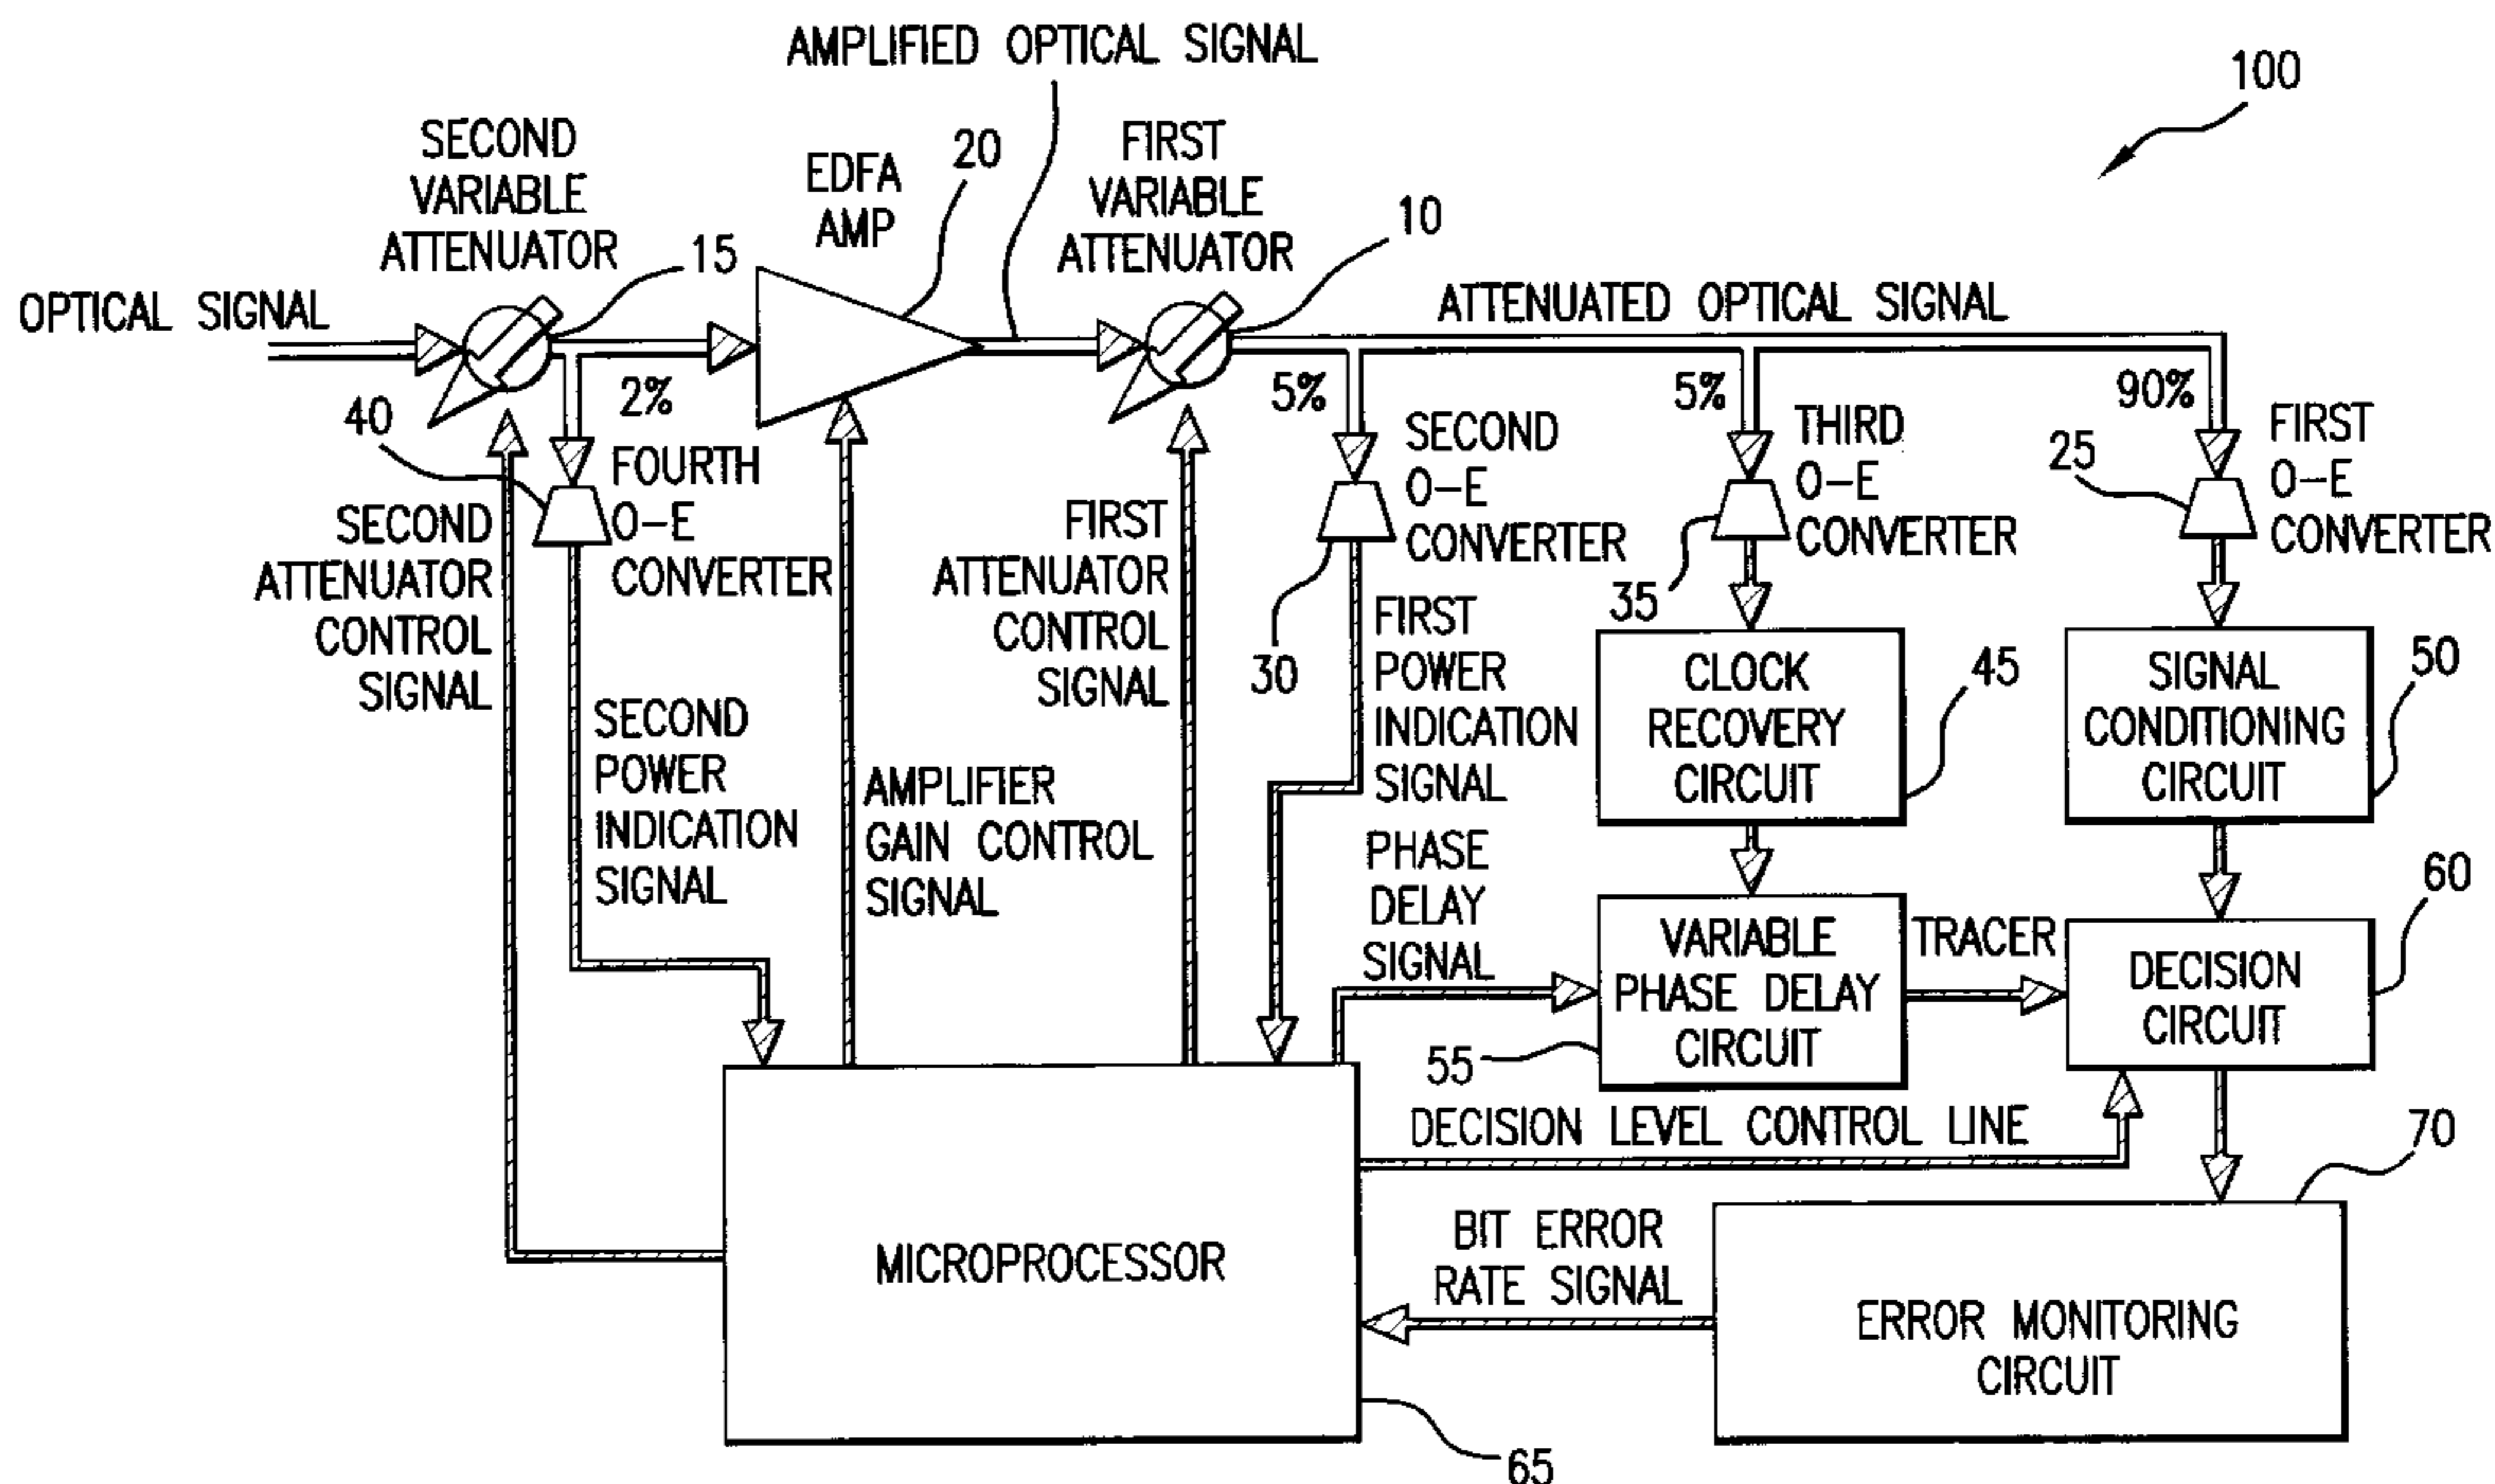 AMPLIFIED OPTICAL SIGNAL
100
SECOND
VARIABLE
ATTENUATOR
15
EDFA
AMP
20
FIRST
VARIABLE
ATTENUATOR
10
OPTICAL SIGNAL
ATTENUATED OPTICAL SIGNAL
2%
5%
5%
90%
40
FOURTH
O-E
CONVERTER
SECOND
O-E
CONVERTER
30
THIRD
O-E
CONVERTER
35
25
FIRST
O-E
CONVERTER
SECOND
ATTENUATOR
CONTROL
SIGNAL
FIRST
ATTENUATOR
CONTROL
SIGNAL
FIRST
POWER
INDICATION
SIGNAL
CLOCK
RECOVERY
CIRCUIT
45
SIGNAL
CONDITIONING
CIRCUIT
50
SECOND
POWER
INDICATION
SIGNAL
AMPLIFIER
GAIN CONTROL
SIGNAL
PHASE
DELAY
SIGNAL
VARIABLE
PHASE DELAY
CIRCUIT
55
TRACER
DECISION
CIRCUIT
60
DECISION LEVEL CONTROL LINE
70
MICROPROCESSOR
65
BIT ERROR
RATE SIGNAL
ERROR MONITORING
CIRCUIT